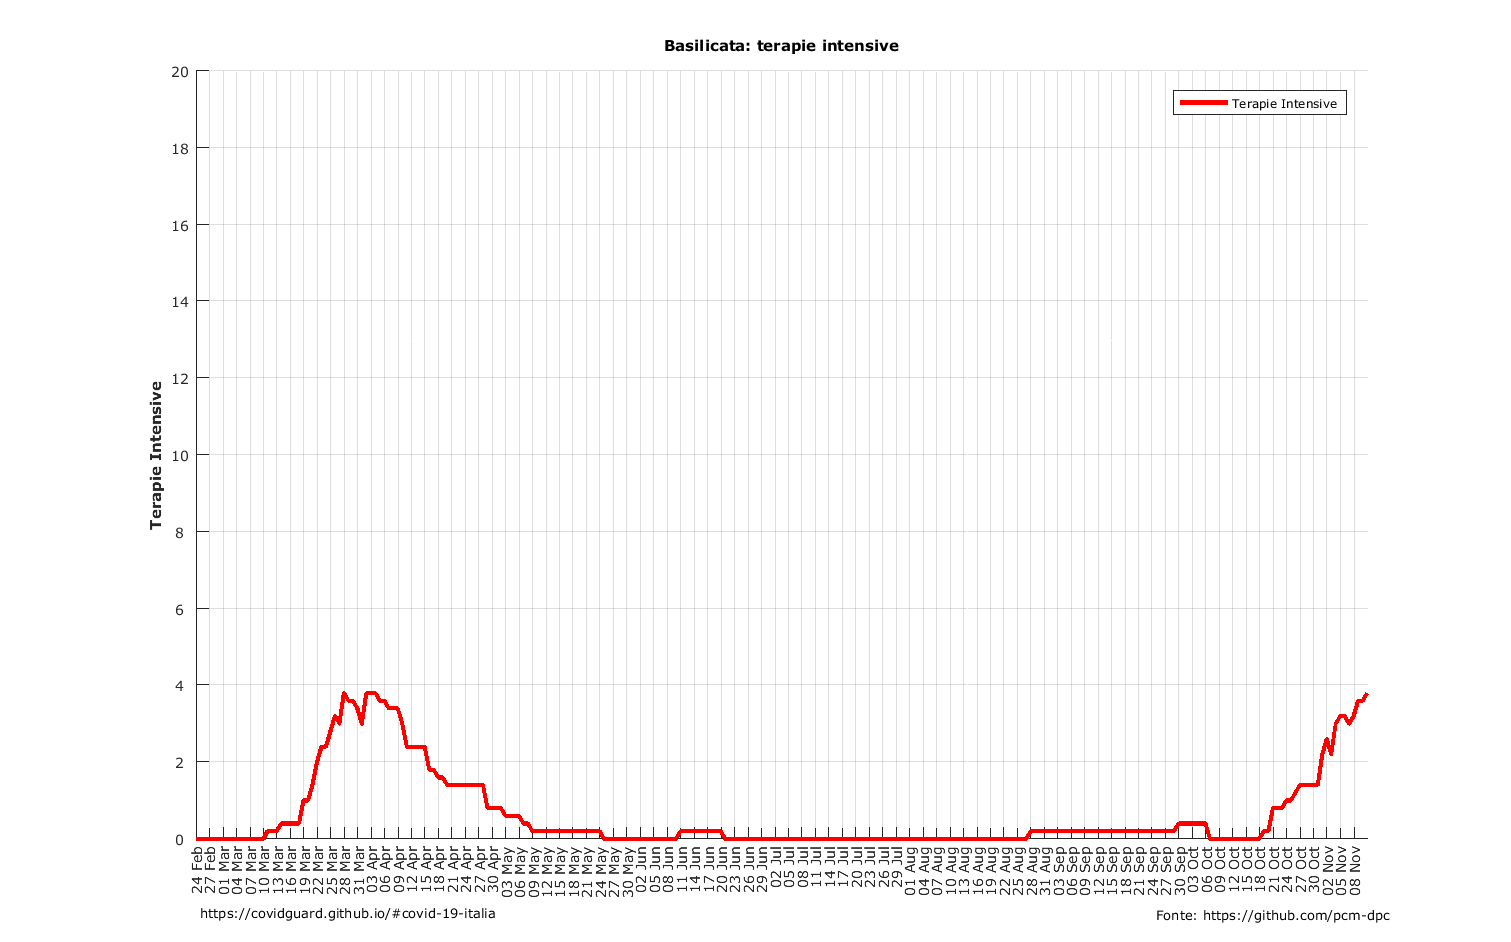 Basilicata: terapie intensive
Terapie Intensive
20
18
16
14
12
10
8
6
4
2
0
Terapie Intensive
24 Feb
27 Feb
01 Mar
04 Mar
07 Mar
10 Mar
13 Mar
16 Mar
19 Mar
22 Mar
25 Mar
28 Mar
31 Mar
03 Apr
06 Apr
09 Apr
12 Apr
15 Apr
18 Apr
21 Apr
24 Apr
27 Apr
30 Apr
03 May
06 May
09 May
12 May
15 May
18 May
21 May
24 May
27 May
30 May
02 Jun
05 Jun
08 Jun
11 Jun
14 Jun
17 Jun
20 Jun
23 Jun
26 Jun
29 Jun
02 Jul
05 Jul
08 Jul
11 Jul
14 Jul
17 Jul
20 Jul
23 Jul
26 Jul
29 Jul
01 Aug
04 Aug
07 Aug
10 Aug
13 Aug
16 Aug
19 Aug
22 Aug
25 Aug
28 Aug
31 Aug
03 Sep
06 Sep
09 Sep
12 Sep
15 Sep
18 Sep
21 Sep
24 Sep
27 Sep
30 Sep
03 Oct
06 Oct
09 Oct
12 Oct
15 Oct
18 Oct
21 Oct
24 Oct
27 Oct
30 Oct
02 Nov
05 Nov
08 Nov
https://covidguard.github.io/#covid-19-italia
Fonte: https://github.com/pcm-dpc